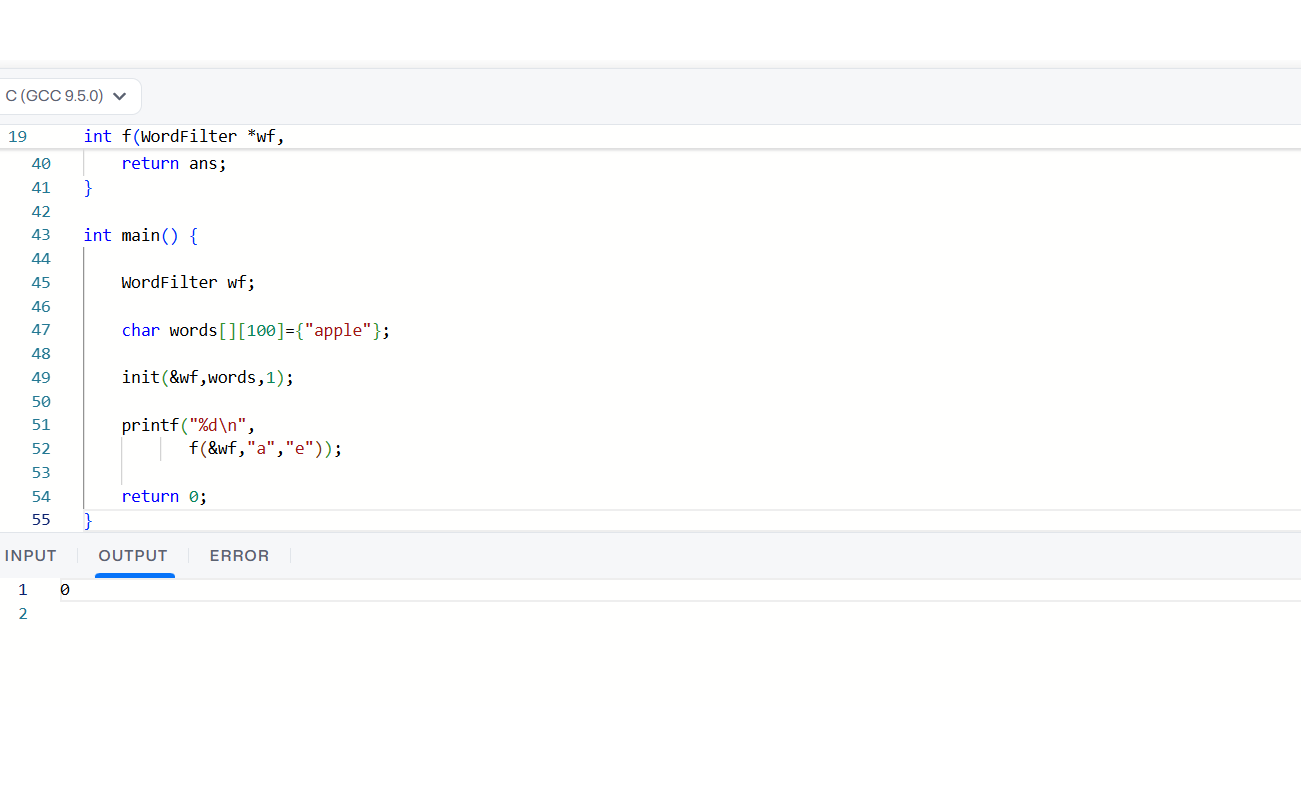 C (GCC 9.5.0)
19 int f(WordFilter *wf,
40 return ans;
41 }
42
43 int main() {
44
45 WordFilter wf;
46
47 char words[][100]={"apple"};
48
49 init(&wf,words,1);
50
51 printf("%d\n",
52 f(&wf,"a","e"));
53
54 return 0;
55 }
INPUT OUTPUT ERROR
1 0
2